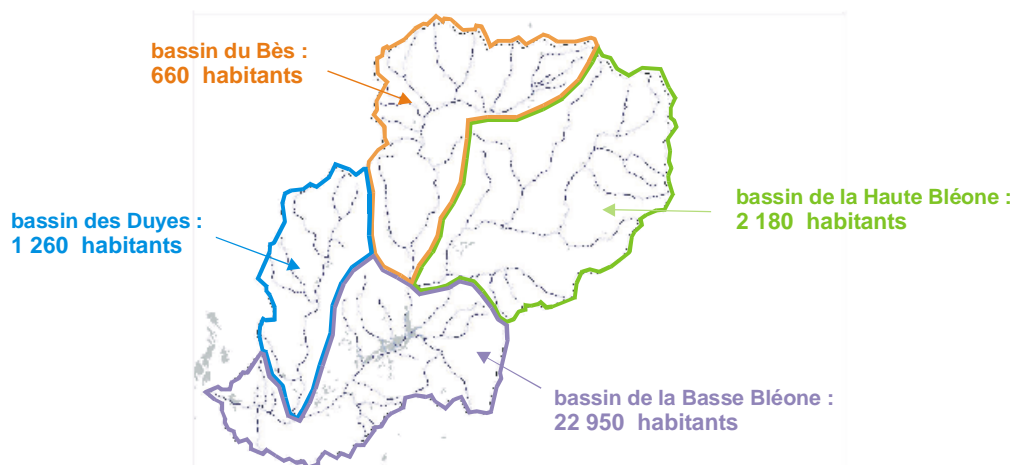 bassin du Bès :
660 habitants
bassin de la Haute Bléone :
2 180 habitants
bassin des Duyes :
1 260 habitants
bassin de la Basse Bléone :
22 950 habitants